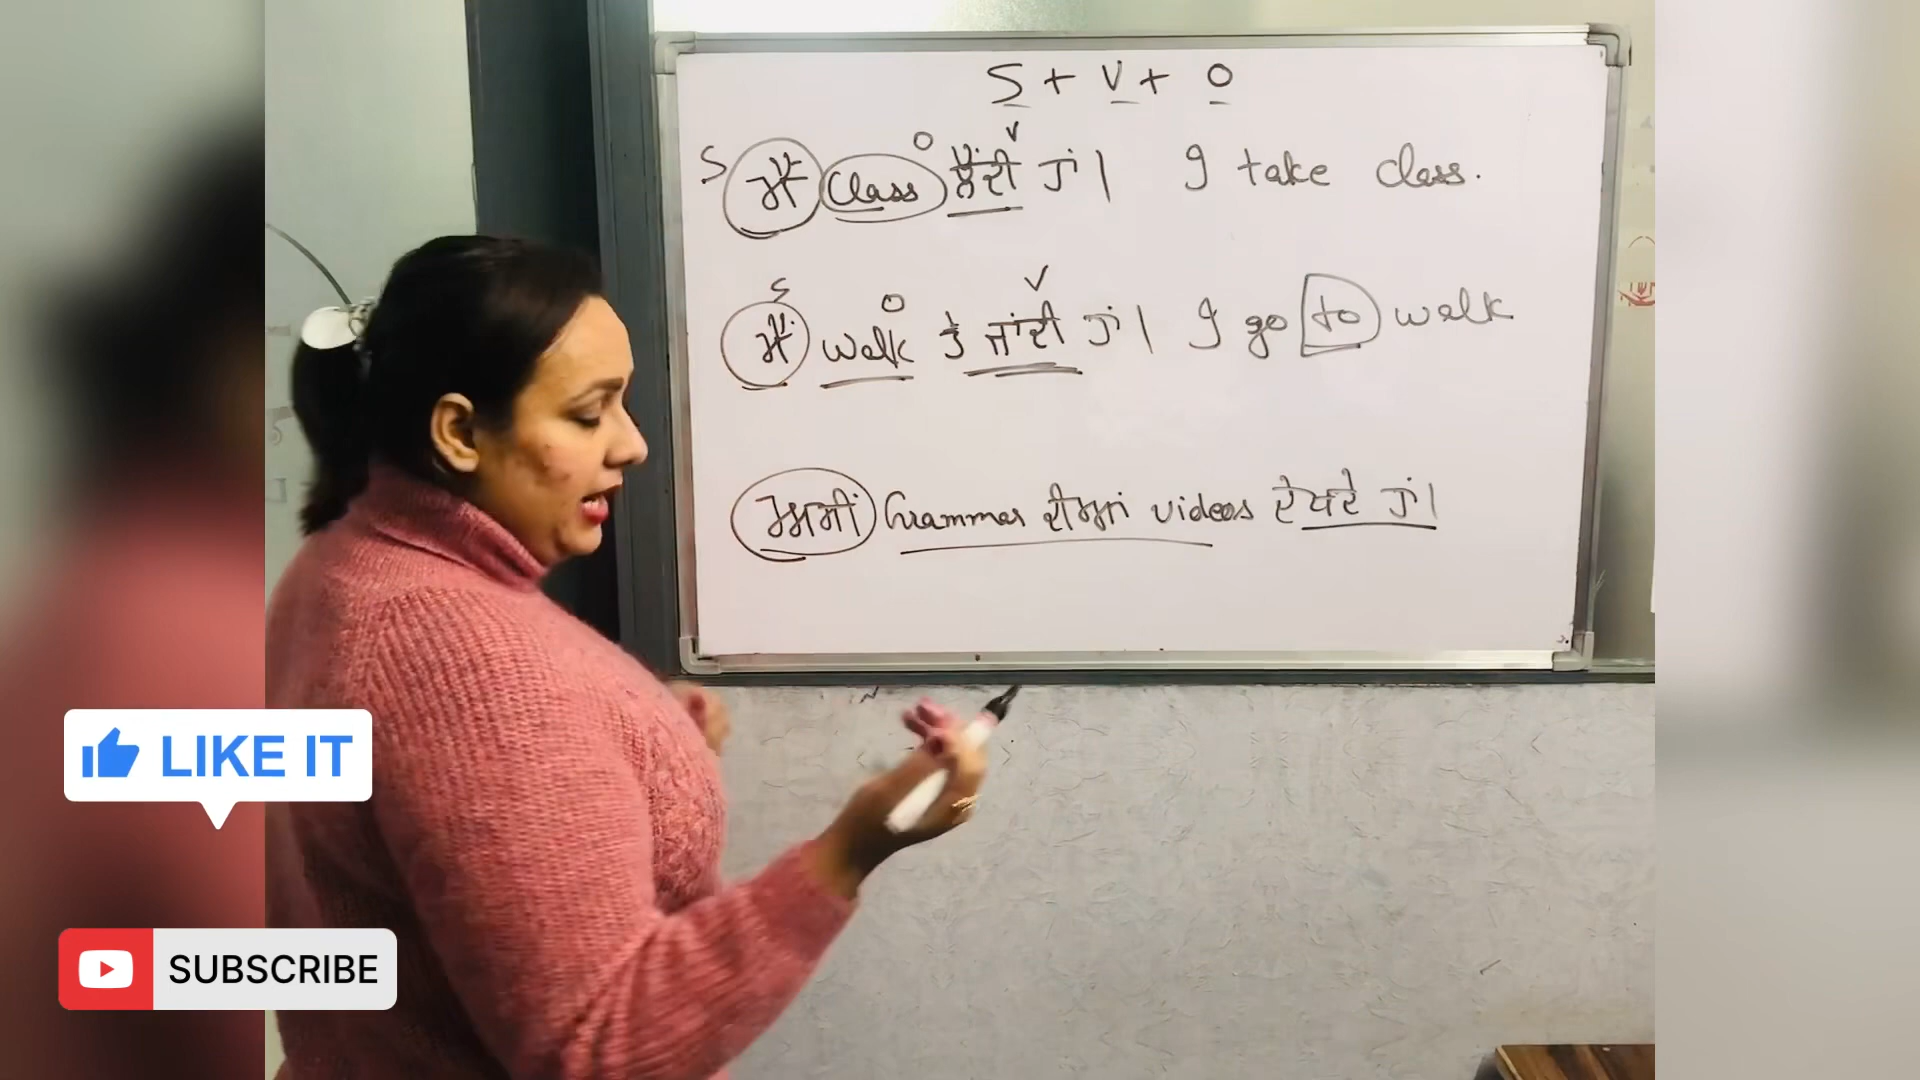 S + V + O
S O V
ਮੈਂ Class ਲੈਂਦੀ ਹਾਂ। I take class.
S O V
ਮੈਂ walk ਤੇ ਜਾਂਦੀ ਹਾਂ। I go to walk
ਅਸੀਂ Grammar ਦੀਆਂ videos ਦੇਖਦੇ ਹਾਂ।
LIKE IT
SUBSCRIBE